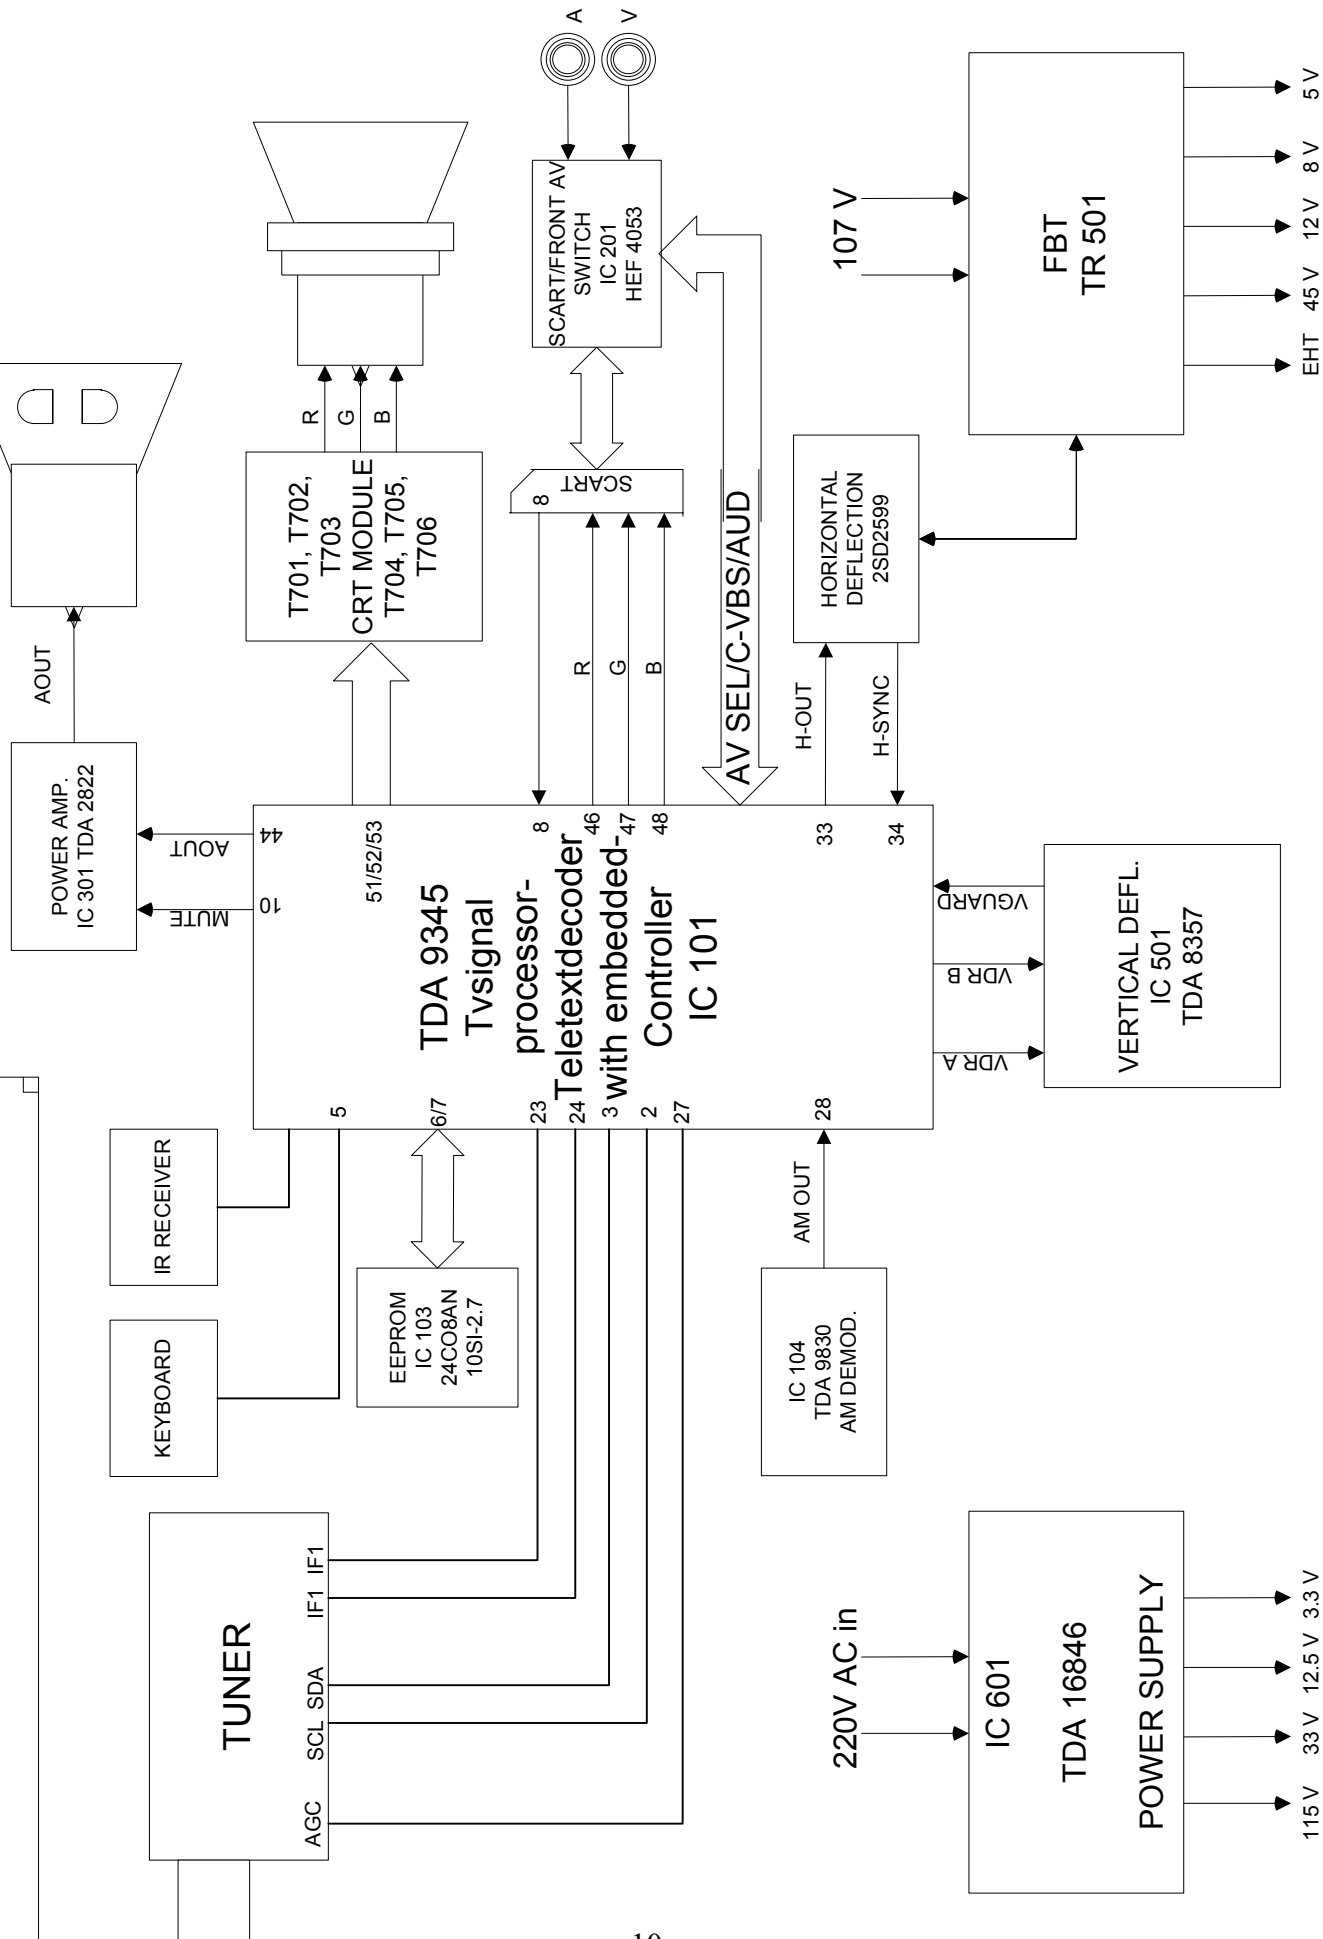 TUNER
AGC
SCL
SDA
IF1
IF1
KEYBOARD
IR RECEIVER
5
6/7
23
24
3
2
27
28
EEPROM
IC 103
24CO8AN
10SI-2.7
IC 104
TDA 9830
AM DEMOD.
AM OUT
TDA 9345
Tvsignal
processor-
Teletextdecoder
with embedded-
Controller
IC 101
10
44
MUTE
AOUT
POWER AMP.
IC 301 TDA 2822
AOUT
51/52/53
8
46
47
48
33
34
T701, T702,
T703
CRT MODULE
T704, T705,
T706
R
G
B
R
G
B
8
SCART
SCART/FRONT AV
SWITCH
IC 201
HEF 4053
A
V
AV SEL/C-VBS/AUD
H-OUT
H-SYNC
HORIZONTAL
DEFLECTION
2SD2599
VDR A
VDR B
VGUARD
VERTICAL DEFL.
IC 501
TDA 8357
220V AC in
IC 601
TDA 16846
POWER SUPPLY
115 V
33 V
12.5 V
3.3 V
107 V
FBT
TR 501
EHT
45 V
12 V
8 V
5 V